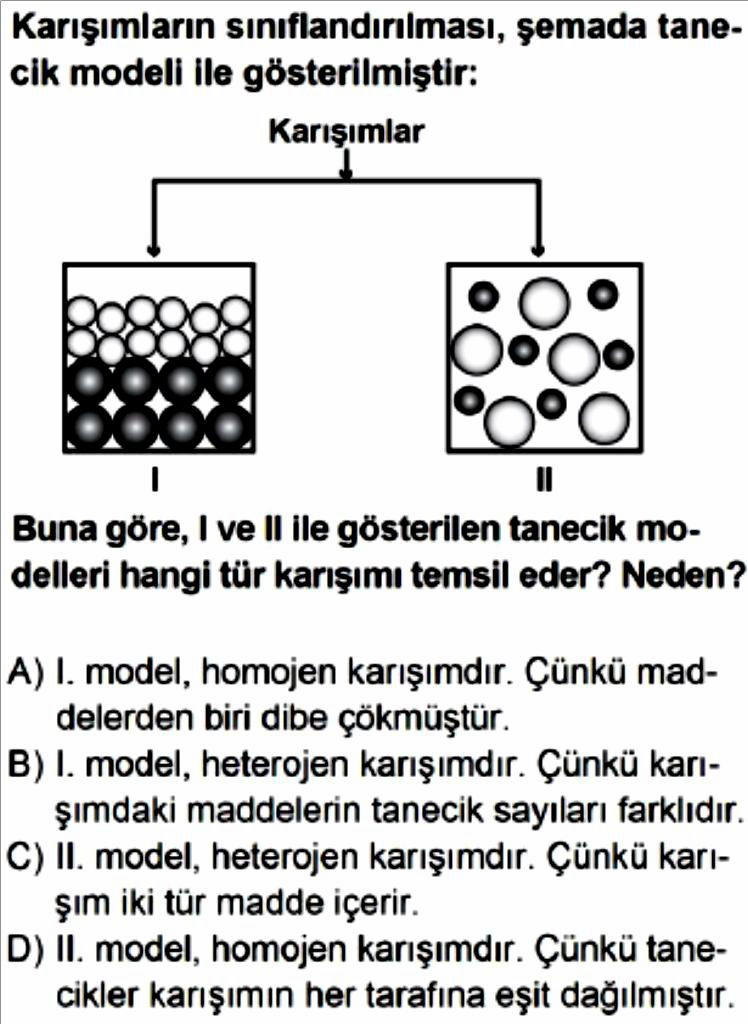 Karışımların sınıflandırılması, şemada tane-
cik modeli ile gösterilmiştir:
Karışımlar
I
II
Buna göre, I ve II ile gösterilen tanecik mo-
delleri hangi tür karışımı temsil eder? Neden?
A) I. model, homojen karışımdır. Çünkü mad-
delerden biri dibe çökmüştür.
B) I. model, heterojen karışımdır. Çünkü karı-
şımdaki maddelerin tanecik sayıları farklıdır.
C) II. model, heterojen karışımdır. Çünkü karı-
şım iki tür madde içerir.
D) II. model, homojen karışımdır. Çünkü tane-
cikler karışımın her tarafına eşit dağılmıştır.